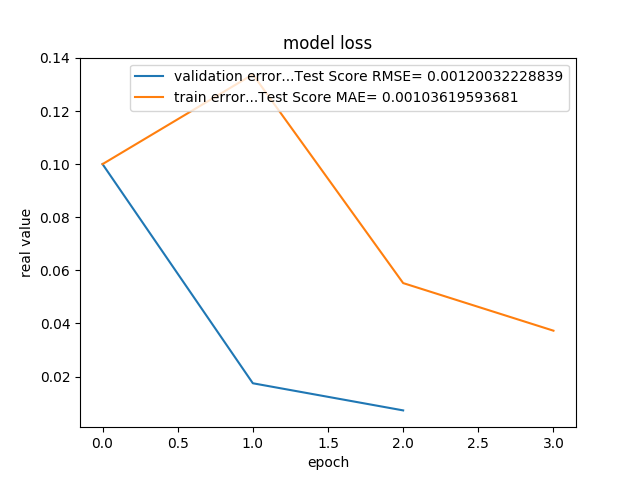 model loss
validation error...Test Score RMSE= 0.00120032228839
train error...Test Score MAE= 0.00103619593681
0.14
0.12
0.10
0.08
0.06
0.04
0.02
real value
0.0 0.5 1.0 1.5 2.0 2.5 3.0
epoch